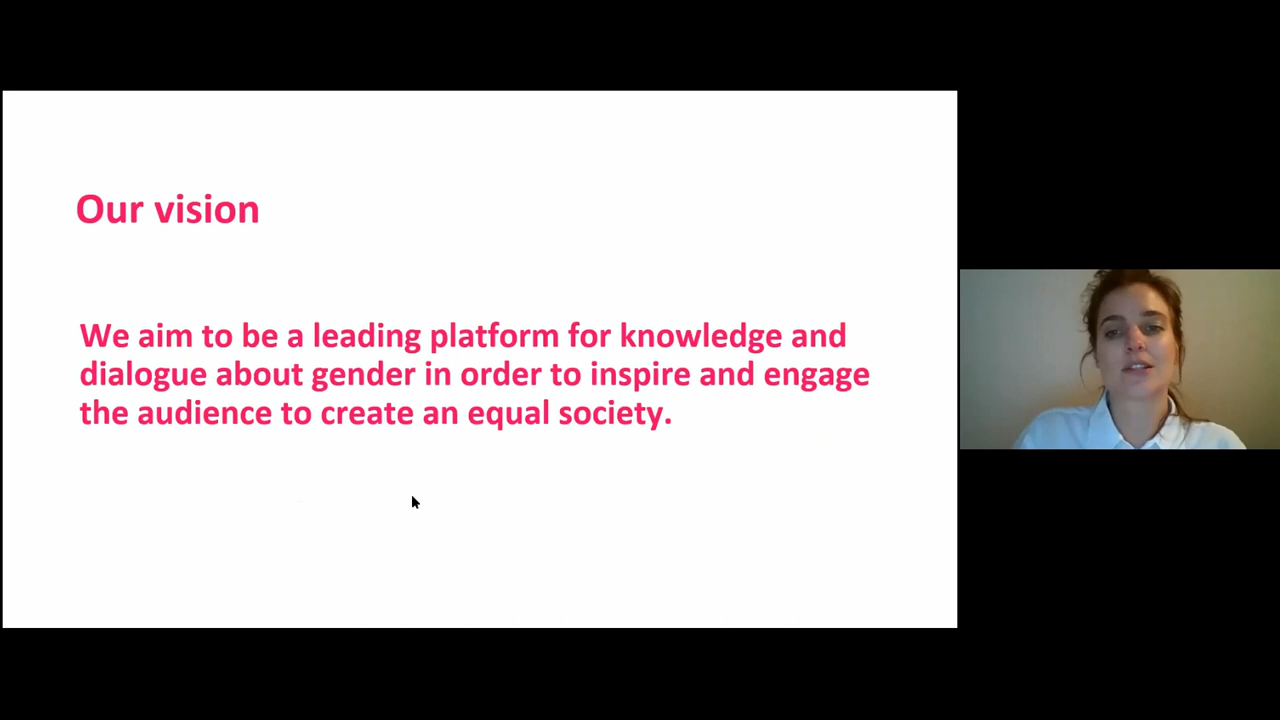 Our vision
We aim to be a leading platform for knowledge and
dialogue about gender in order to inspire and engage
the audience to create an equal society.